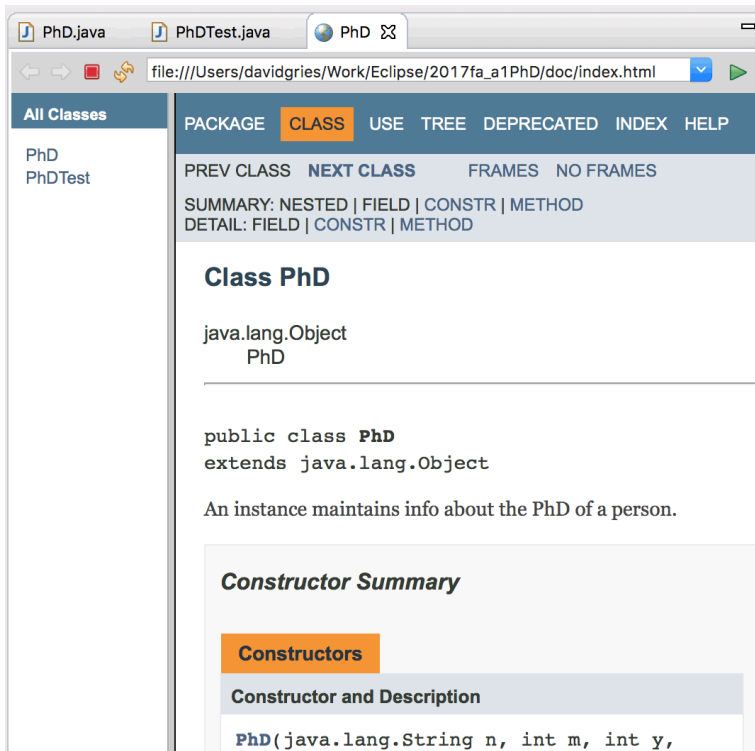 PhD.java PhDTest.java PhD
file:///Users/davidgries/Work/Eclipse/2017fa_a1PhD/doc/index.html
All Classes
PhD
PhDTest
PACKAGE CLASS USE TREE DEPRECATED INDEX HELP
PREV CLASS NEXT CLASS FRAMES NO FRAMES
SUMMARY: NESTED | FIELD | CONSTR | METHOD
DETAIL: FIELD | CONSTR | METHOD
Class PhD
java.lang.Object
PhD
public class PhD
extends java.lang.Object
An instance maintains info about the PhD of a person.
Constructor Summary
Constructors
Constructor and Description
PhD(java.lang.String n, int m, int y,